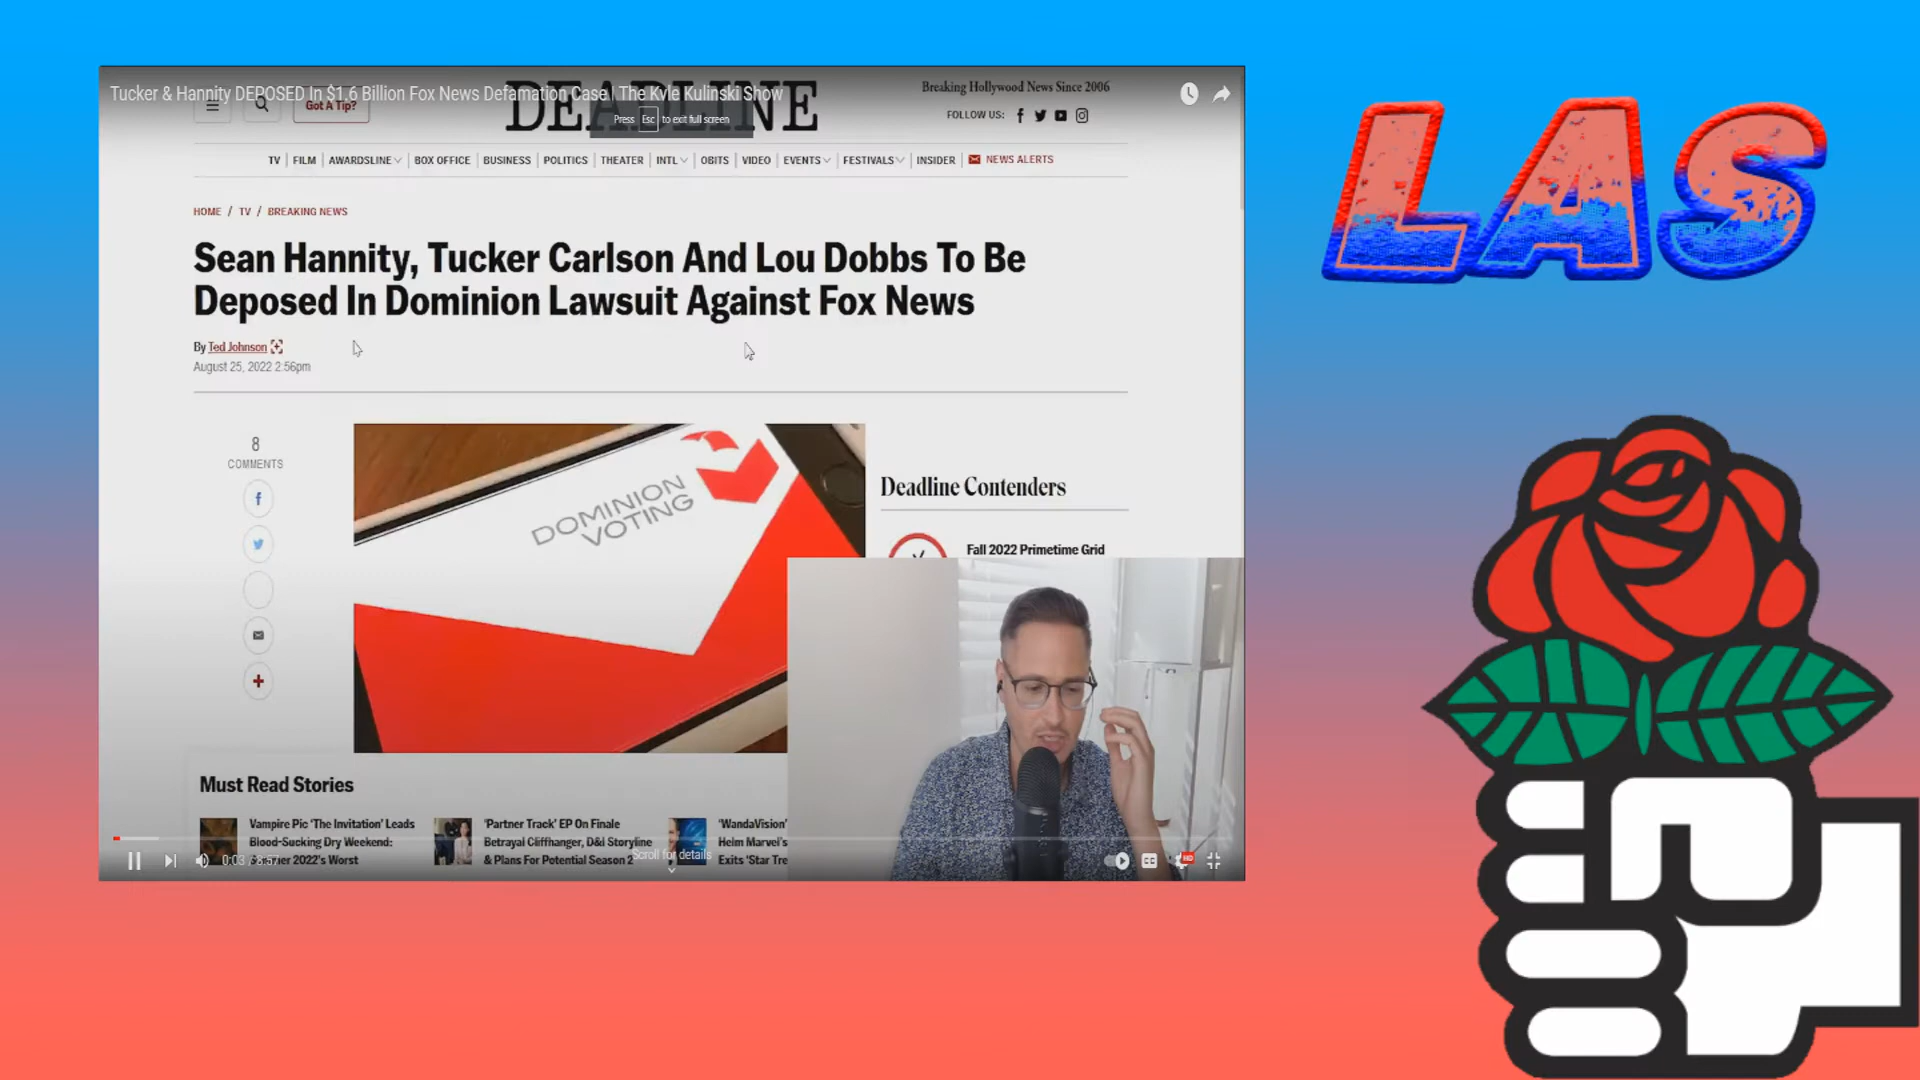 Tucker & Hannity DEPOSED In $1.6 Billion Fox News Defamation Case | The Kyle Kulinski Show
Got A Tip?
DEADLINE
Press Esc to exit full screen
Breaking Hollywood News Since 2006
FOLLOW US:
TV | FILM | AWARDSLINE | BOX OFFICE | BUSINESS | POLITICS | THEATER | INTL | OBITS | VIDEO | EVENTS | FESTIVALS | INSIDER NEWS ALERTS
HOME / TV / BREAKING NEWS
Sean Hannity, Tucker Carlson And Lou Dobbs To Be
Deposed In Dominion Lawsuit Against Fox News
By Ted Johnson
August 25, 2022 2:56pm
8
COMMENTS
DOMINION
VOTING
Deadline Contenders
Fall 2022 Primetime Grid
Must Read Stories
Vampire Pic ‘The Invitation’ Leads
Blood-Sucking Dry Weekend:
Summer 2022’s Worst
‘Partner Track’ EP On Finale
Betrayal Cliffhanger, D&I Storyline
& Plans For Potential Season 2
‘WandaVision’
Helm Marvel’s
Exits ‘Star Tre
0:03
Scroll for details
CC
HD
LAS